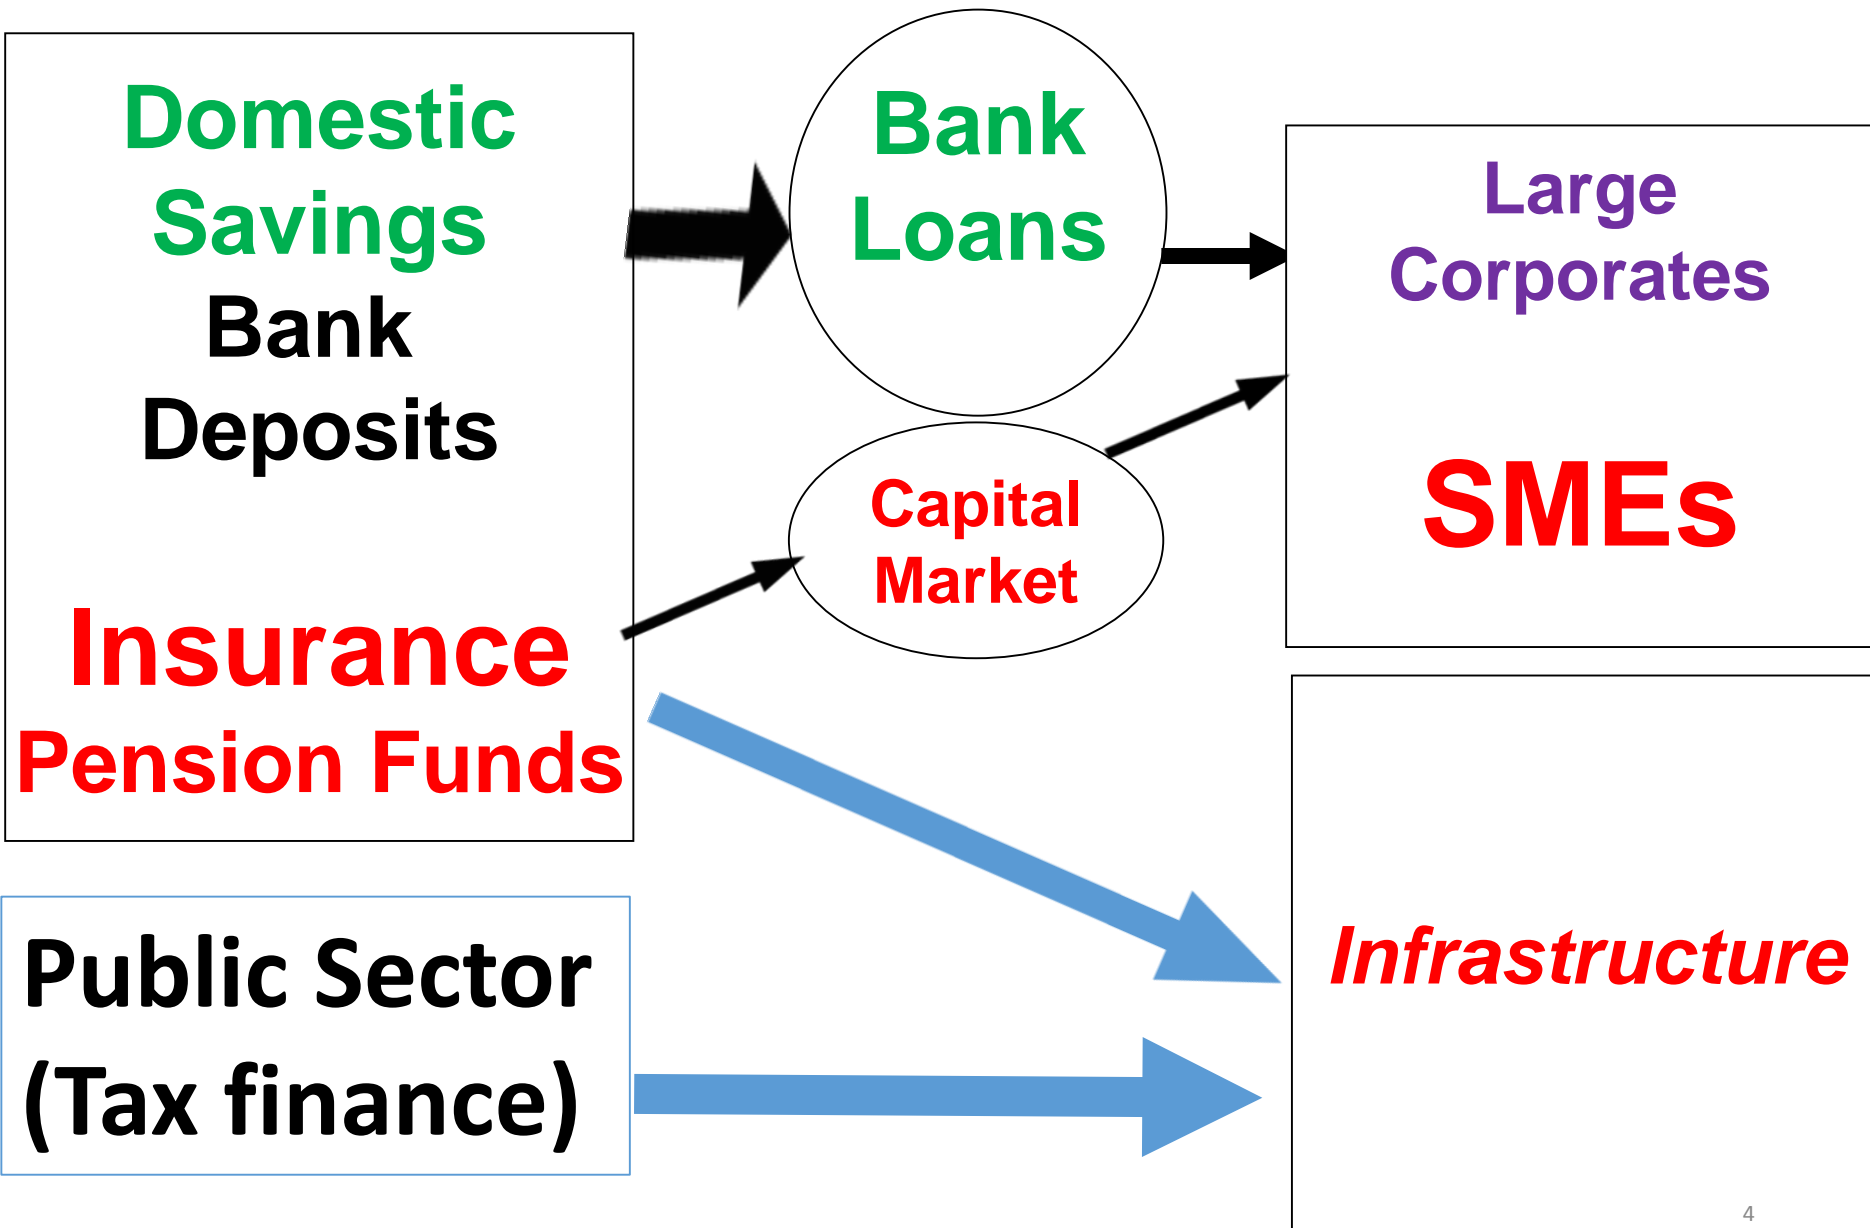 Domestic
Savings
Bank
Deposits
Insurance
Pension Funds
Bank
Loans
Capital
Market
Large
Corporates
SMEs
Public Sector
(Tax finance)
Infrastructure
4